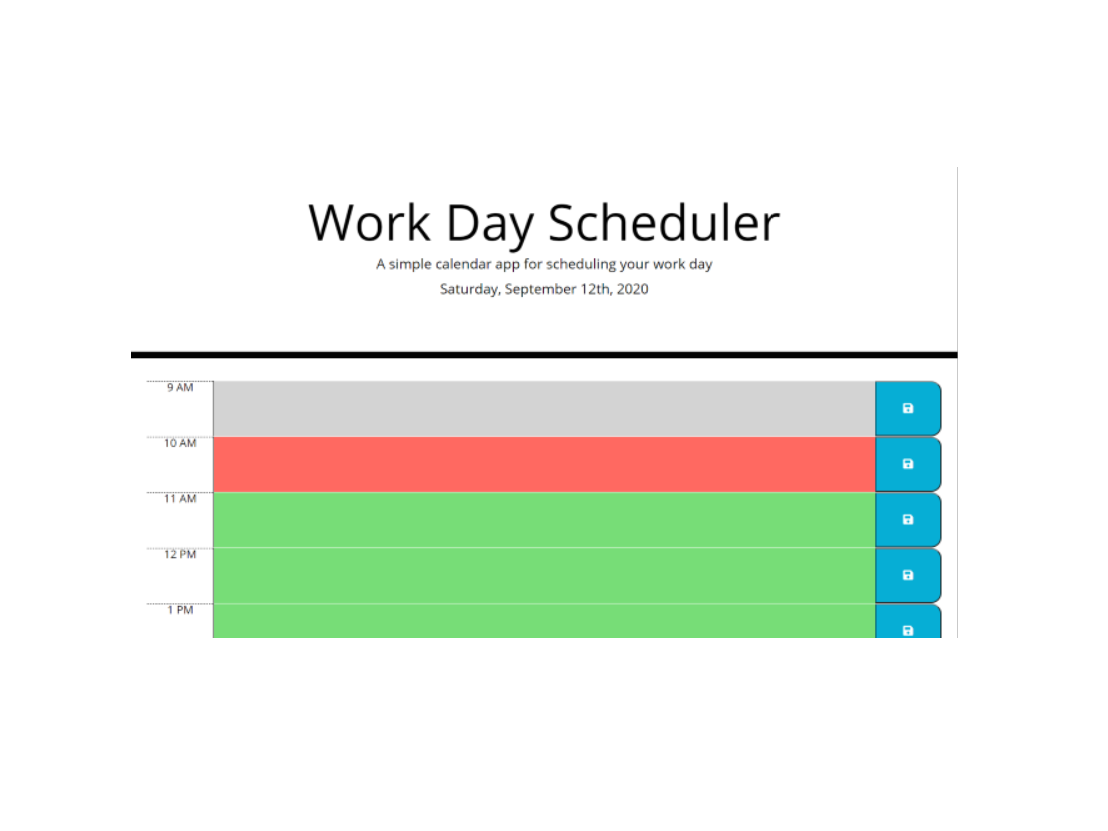 Work Day Scheduler
A simple calendar app for scheduling your work day
Saturday, September 12th, 2020
9 AM
10 AM
11 AM
12 PM
1 PM